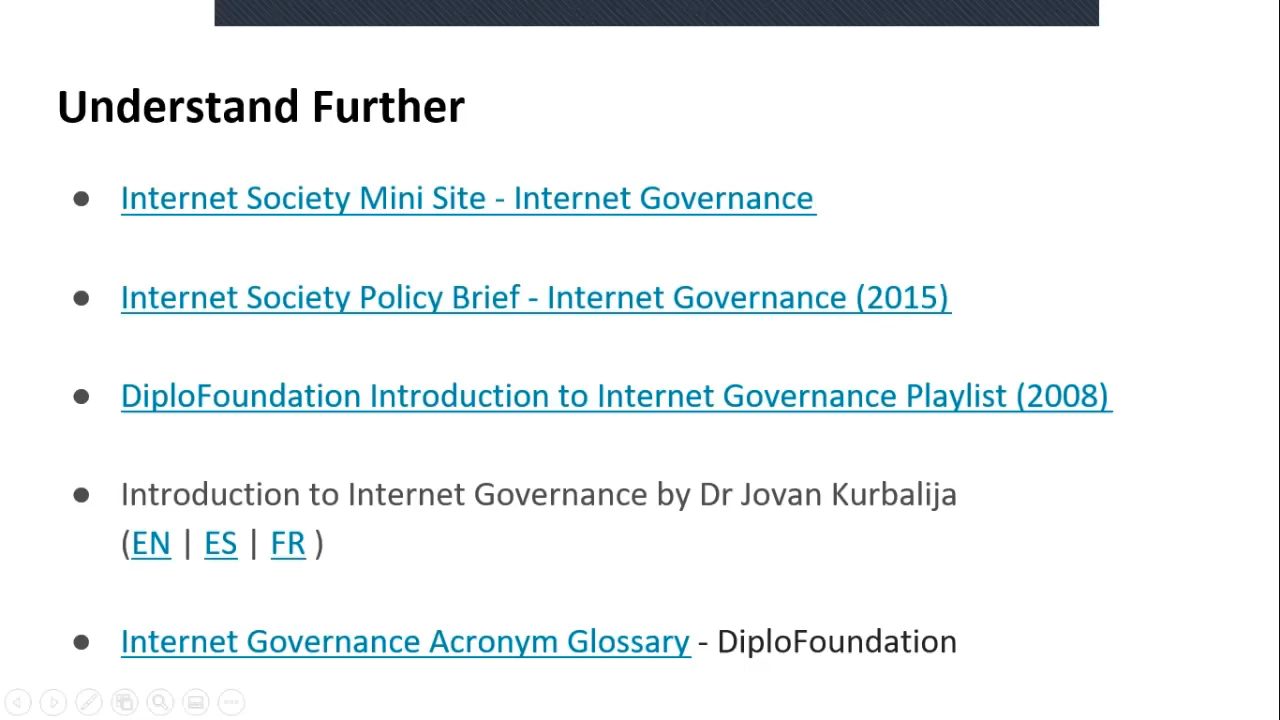 Understand Further
● Internet Society Mini Site - Internet Governance
● Internet Society Policy Brief - Internet Governance (2015)
● DiploFoundation Introduction to Internet Governance Playlist (2008)
● Introduction to Internet Governance by Dr Jovan Kurbalija
(EN | ES | FR )
● Internet Governance Acronym Glossary - DiploFoundation